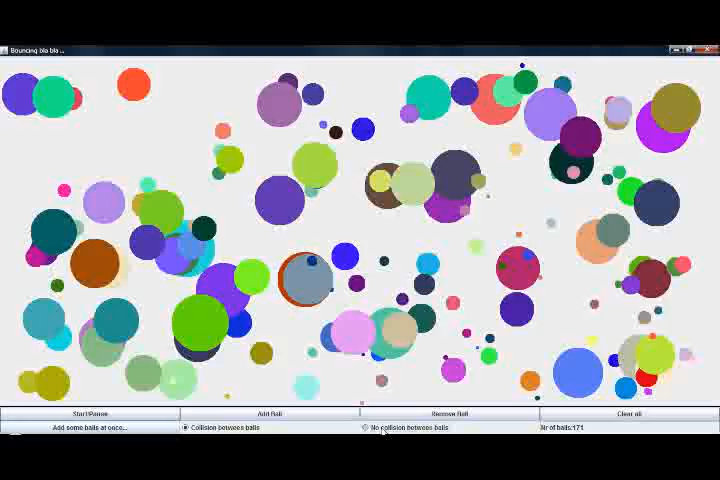 Bouncing bla bla ...
Start/Pause
Add Ball
Remove Ball
Clear all
Add some balls at once...
Collision between balls
No collision between balls
Nr of balls:171